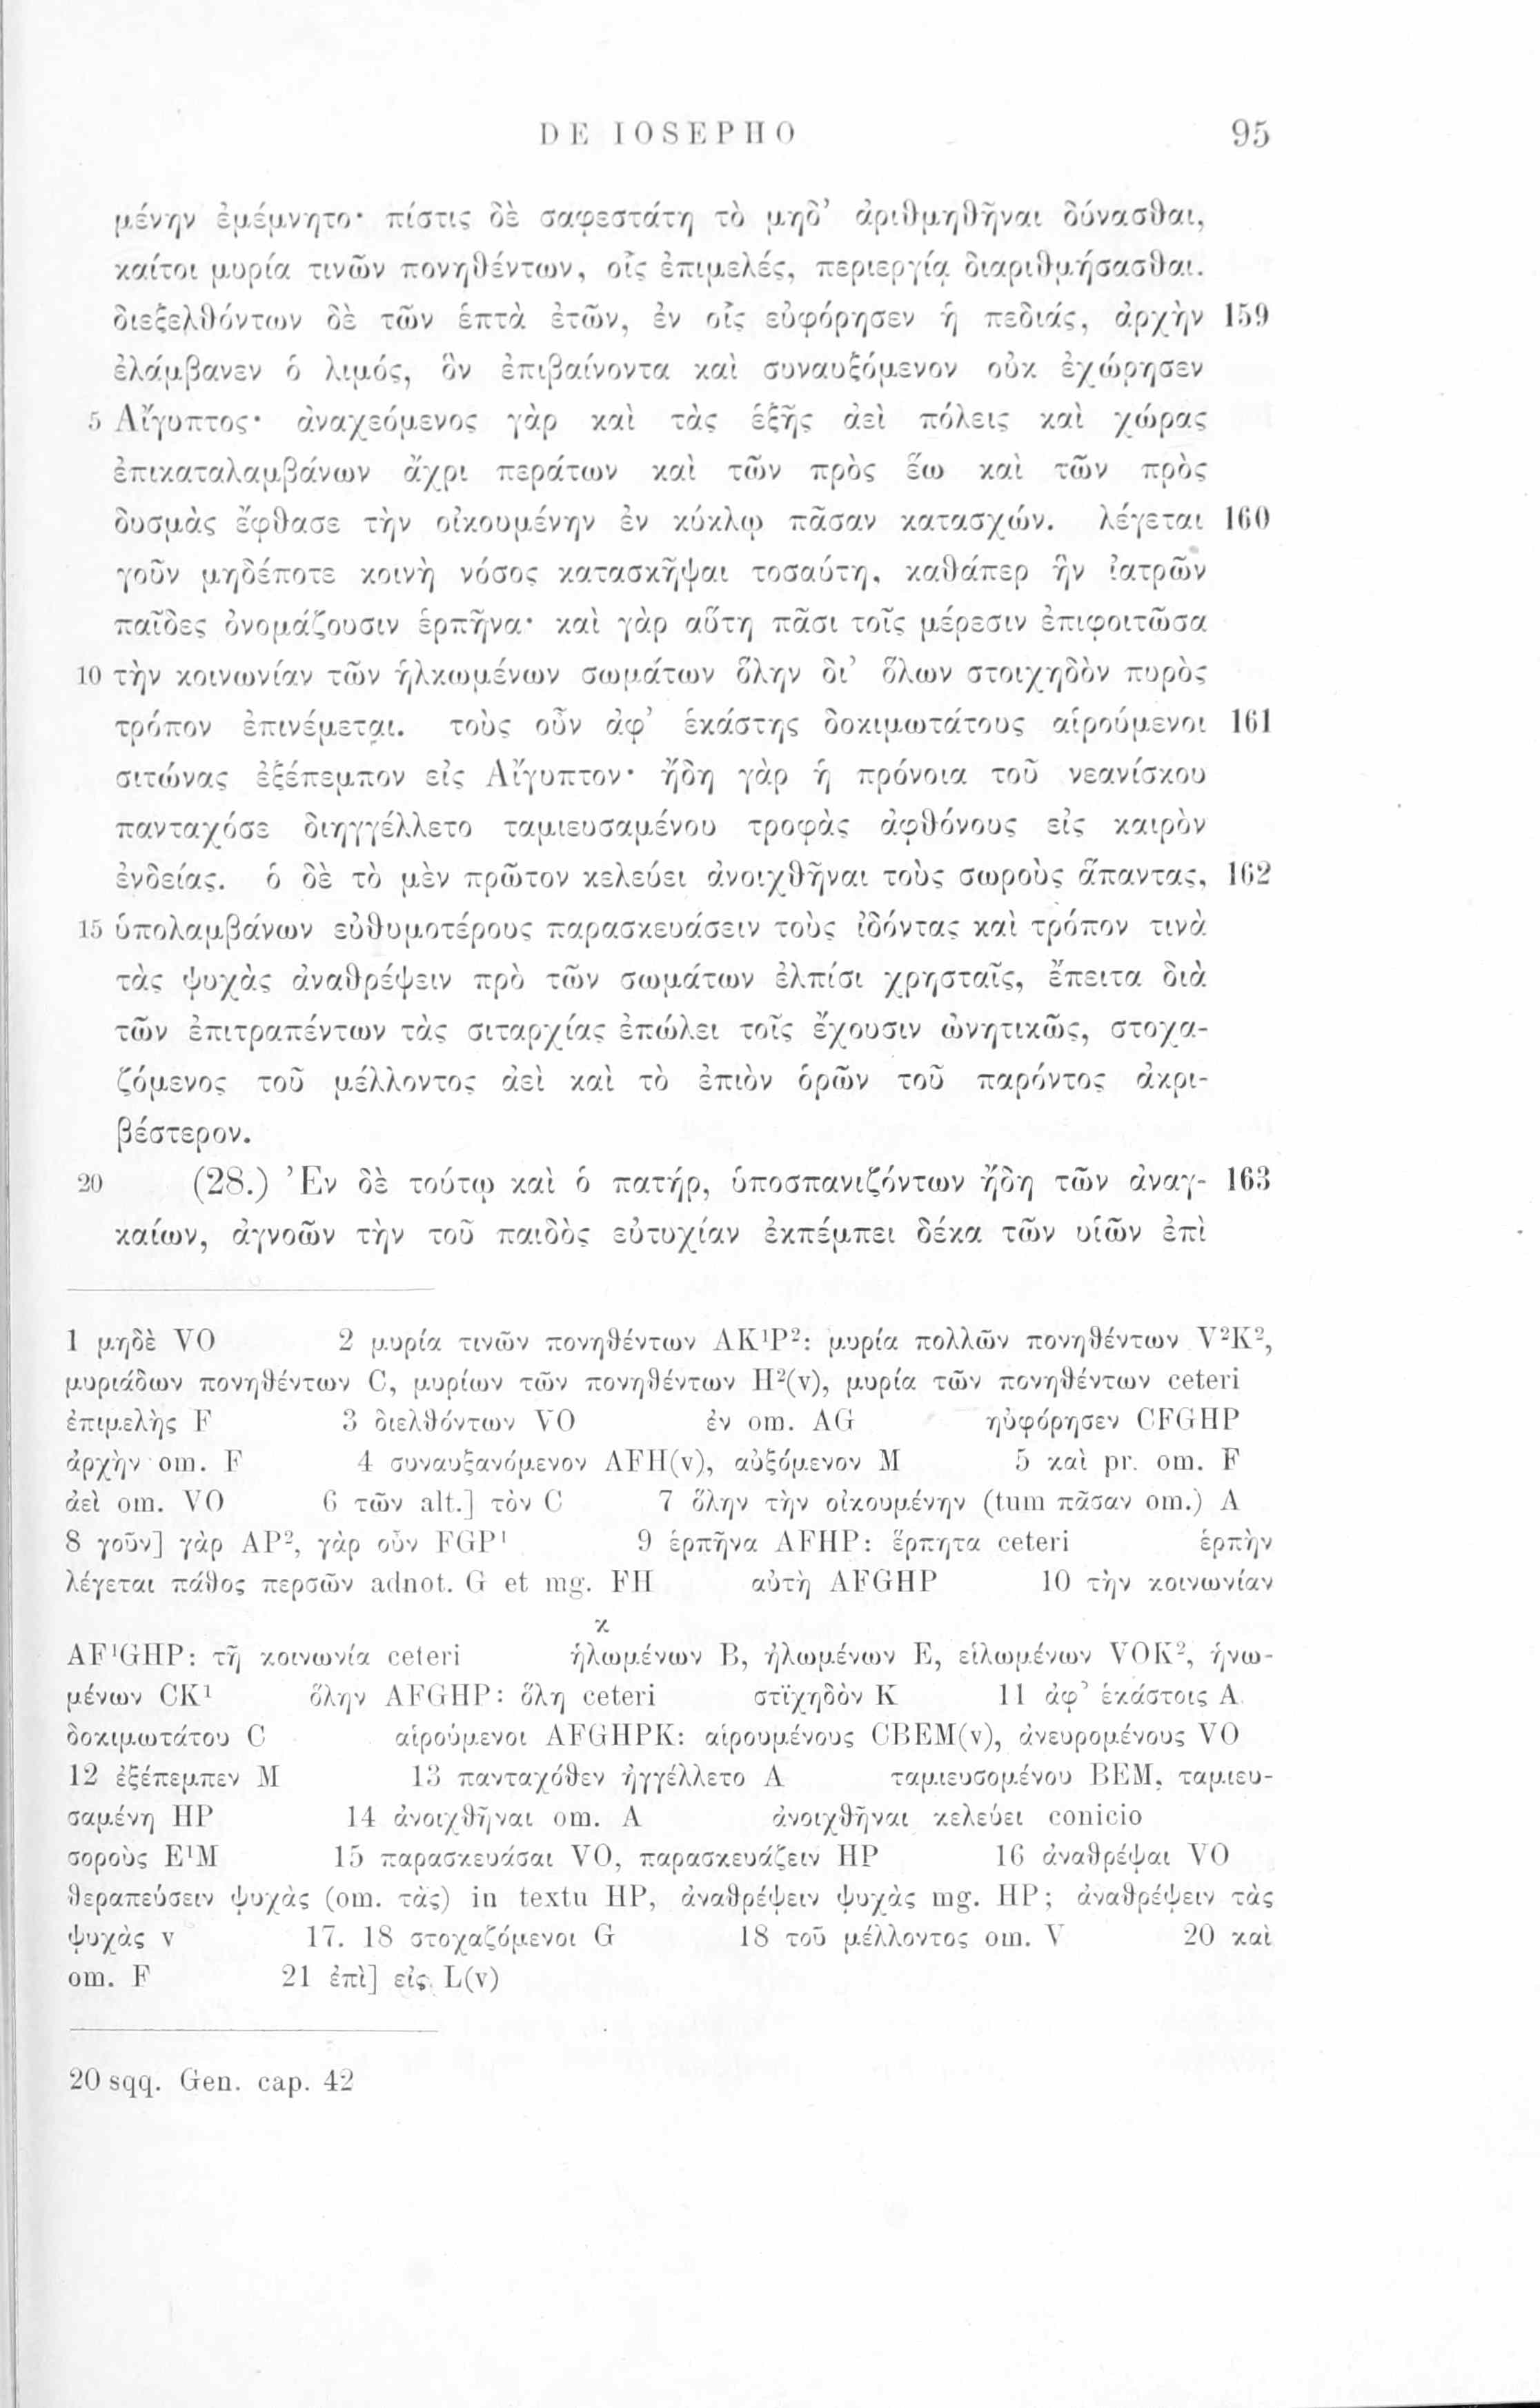 DE IOSEPHO 95
μένην ἐμέμνητο· πίστις δὲ σαφεστάτη τὸ μηδ’ ἀριθμηθῆναι δύνασθαι,
καίτοι μυρία τινῶν πονηθέντων, οἷς ἐπιμελές, περιεργίᾳ διαριθμήσασθαι.
διεξελθόντων δὲ τῶν ἑπτὰ ἐτῶν, ἐν οἷς εὐφόρησεν ἡ πεδιάς, ἀρχὴν 159
ἐλάμβανεν ὁ λιμός, ὃν ἐπιβαίνοντα καὶ συναυξόμενον οὐκ ἐχώρησεν
5 Αἴγυπτος· ἀναχεόμενος γὰρ καὶ τὰς ἑξῆς ἀεὶ πόλεις καὶ χώρας
ἐπικαταλαμβάνων ἄχρι περάτων καὶ τῶν πρὸς ἕω καὶ τῶν πρὸς
δυσμὰς ἔφθασε τὴν οἰκουμένην ἐν κύκλῳ πᾶσαν κατασχών. λέγεται 160
γοῦν μηδέποτε κοινὴ νόσος κατασκῆψαι τοσαύτη, καθάπερ ἣν ἰατρῶν
παῖδες ὀνομάζουσιν ἑρπῆνα· καὶ γὰρ αὕτη πᾶσι τοῖς μέρεσιν ἐπιφοιτῶσα
10 τὴν κοινωνίαν τῶν ἡλκωμένων σωμάτων ὅλην δι’ ὅλων στοιχηδὸν πυρὸς
τρόπον ἐπινέμεται. τοὺς οὖν ἀφ’ ἑκάστης δοκιμωτάτους αἱρούμενοι 161
σιτώνας ἐξέπεμπον εἰς Αἴγυπτον· ἤδη γὰρ ἡ πρόνοια τοῦ νεανίσκου
πανταχόσε διηγγέλλετο ταμιευσαμένου τροφὰς ἀφθόνους εἰς καιρὸν
ἐνδείας. ὁ δὲ τὸ μὲν πρῶτον κελεύει ἀνοιχθῆναι τοὺς σωροὺς ἅπαντας, 162
15 ὑπολαμβάνων εὐθυμοτέρους παρασκευάσειν τοὺς ἰδόντας καὶ τρόπον τινὰ
τὰς ψυχὰς ἀναθρέψειν πρὸ τῶν σωμάτων ἐλπίσι χρησταῖς, ἔπειτα διὰ
τῶν ἐπιτραπέντων τὰς σιταρχίας ἐπώλει τοῖς ἔχουσιν ὠνητικῶς, στοχα-
ζόμενος τοῦ μέλλοντος ἀεὶ καὶ τὸ ἐπιὸν ὁρῶν τοῦ παρόντος ἀκρι-
βέστερον.
20 (28.) Ἐν δὲ τούτῳ καὶ ὁ πατήρ, ὑποσπανιζόντων ἤδη τῶν ἀναγ- 163
καίων, ἀγνοῶν τὴν τοῦ παιδὸς εὐτυχίαν ἐκπέμπει δέκα τῶν υἱῶν ἐπὶ
1 μηδὲ VO 2 μυρία τινῶν πονηθέντων AK¹P²: μυρία πολλῶν πονηθέντων V²K²,
μυριάδων πονηθέντων C, μυρίων τῶν πονηθέντων H²(v), μυρία τῶν πονηθέντων ceteri
ἐπιμελὴς F 3 διελθόντων VO ἐν om. AG ηὐφόρησεν CFGHP
ἀρχὴν om. F 4 συναυξανόμενον AFH(v), αὐξόμενον M 5 καὶ pr. om. F
ἀεὶ om. VO 6 τῶν alt.] τὸν C 7 ὅλην τὴν οἰκουμένην (tum πᾶσαν om.) A
8 γοῦν] γὰρ AP², γὰρ οὖν FGP¹ 9 ἑρπῆνα AFHP: ἕρπητα ceteri ἑρπὴν
λέγεται πάθος περσῶν adnot. G et mg. FH αὐτὴ AFGHP 10 τὴν κοινωνίαν
κ
AF¹GHP: τῇ κοινωνία ceteri ἡλωμένων B, ἡλωμένων E, εἱλωμένων VOK², ἡνω-
μένων CK¹ ὅλην AFGHP: ὅλη ceteri στϊχηδὸν K 11 ἀφ’ ἑκάστοις A
δοκιμωτάτου C αἱρούμενοι AFGHPK: αἱρουμένους CBEM(v), ἀνευρομένους VO
12 ἐξέπεμπεν M 13 πανταχόθεν ἠγγέλλετο A ταμιευσομένου BEM, ταμιευ-
σαμένη HP 14 ἀνοιχθῆναι om. A ἀνοιχθῆναι κελεύει conicio
σοροὺς E¹M 15 παρασκευάσαι VO, παρασκευάζειν HP 16 ἀναθρέψαι VO
θεραπεύσειν ψυχὰς (om. τὰς) in textu HP, ἀναθρέψειν ψυχὰς mg. HP; ἀναθρέψειν τὰς
ψυχὰς v 17. 18 στοχαζόμενοι G 18 τοῦ μέλλοντος om. V 20 καὶ
om. F 21 ἐπὶ] εἰς L(v)
20 sqq. Gen. cap. 42